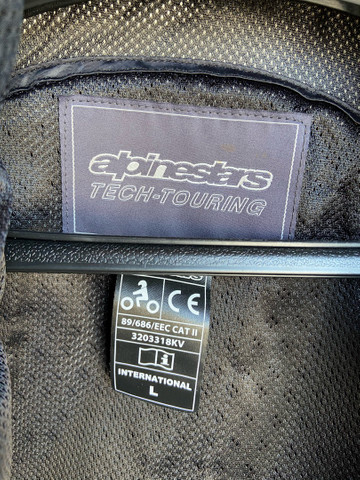 alpinestars
TECH-TOURING
CE
89/686/EEC CAT II
3203318KV
i
INTERNATIONAL
L